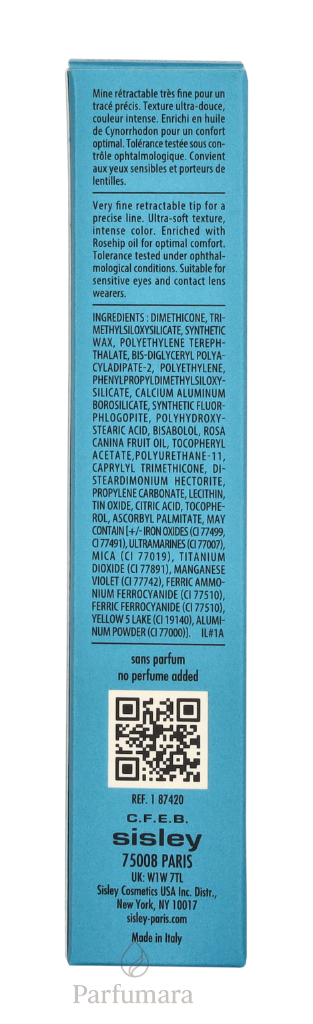 Mine rétractable très fine pour un
tracé précis. Texture ultra-douce,
couleur intense. Enrichi en huile
de Cynorrhodon pour un confort
optimal. Tolérance testée sous con-
trôle ophtalmologique. Convient
aux yeux sensibles et porteurs de
lentilles.
Very fine retractable tip for a
precise line. Ultra-soft texture,
intense color. Enriched with
Rosehip oil for optimal comfort.
Tolerance tested under ophthal-
mological conditions. Suitable for
sensitive eyes and contact lens
wearers.
INGREDIENTS : DIMETHICONE, TRI-
METHYLSILOXYSILICATE, SYNTHETIC
WAX, POLYETHYLENE TEREPH-
THALATE, BIS-DIGLYCERYL POLYA-
CYLADIPATE-2, POLYETHYLENE,
PHENYLPROPYLDIMETHYLSILOXY-
SILICATE, CALCIUM ALUMINUM
BOROSILICATE, SYNTHETIC FLUOR-
PHLOGOPITE, POLYHYDROXY-
STEARIC ACID, BISABOLOL, ROSA
CANINA FRUIT OIL, TOCOPHERYL
ACETATE,POLYURETHANE-11,
CAPRYLYL TRIMETHICONE, DI-
STEARDIMONIUM HECTORITE,
PROPYLENE CARBONATE, LECITHIN,
TIN OXIDE, CITRIC ACID, TOCOPHE-
ROL, ASCORBYL PALMITATE, MAY
CONTAIN [+/- IRON OXIDES (CI 77499,
CI 77491), ULTRAMARINES (CI 77007),
MICA (CI 77019), TITANIUM
DIOXIDE (CI 77891), MANGANESE
VIOLET (CI 77742), FERRIC AMMO-
NIUM FERROCYANIDE (CI 77510),
FERRIC FERROCYANIDE (CI 77510),
YELLOW 5 LAKE (CI 19140), ALUMI-
NUM POWDER (CI 77000)]. IL#1A
sans parfum
no perfume added
REF. 1 87420
C.F.E.B.
sisley
75008 PARIS
UK: W1W 7TL
Sisley Cosmetics USA Inc. Distr.,
New York, NY 10017
sisley-paris.com
Made in Italy
Parfumara